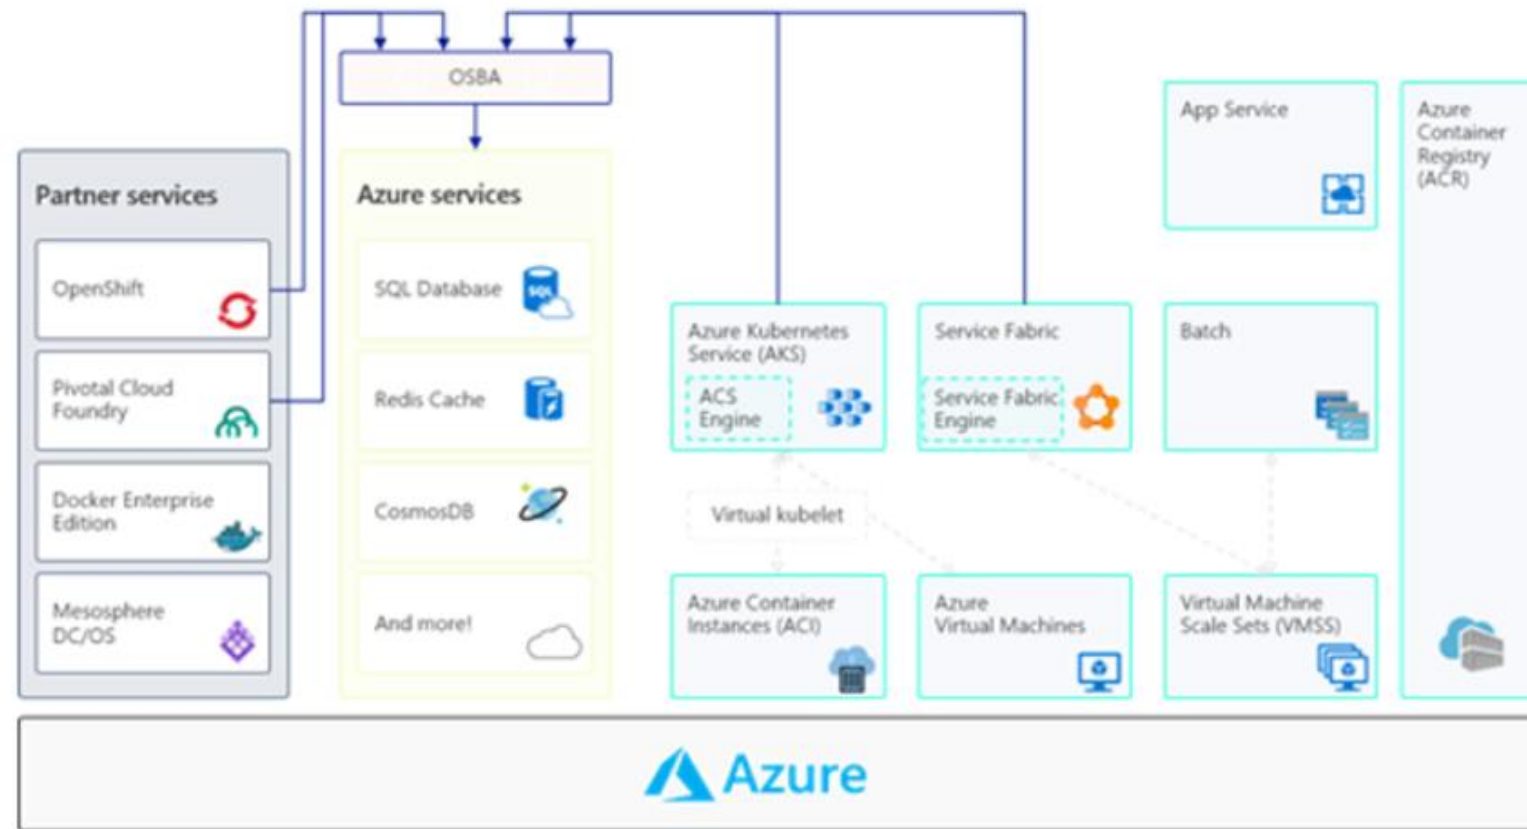 OSBA
Partner services
OpenShift
Pivotal Cloud
Foundry
Docker Enterprise
Edition
Mesosphere
DC/OS
Azure services
SQL Database
SQL
Redis Cache
CosmosDB
And more!
Azure Kubernetes
Service (AKS)
ACS
Engine
Service Fabric
Service Fabric
Engine
App Service
Batch
Virtual kubelet
Azure Container
Instances (ACI)
Azure
Virtual Machines
Virtual Machine
Scale Sets (VMSS)
Azure
Container
Registry
(ACR)
Azure